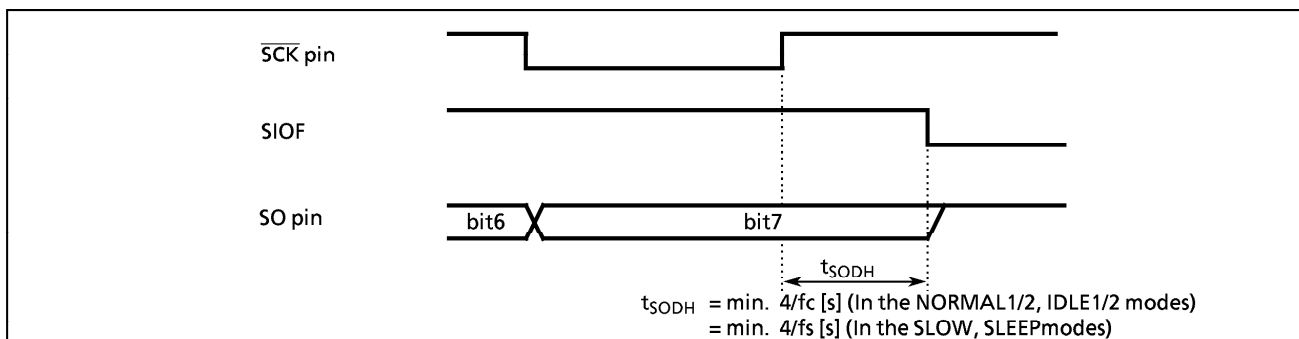 S̅C̅K̅ pin
SIOF
SO pin
bit6 bit7
tSODH
tSODH = min. 4/fc [s] (In the NORMAL1/2, IDLE1/2 modes)
= min. 4/fs [s] (In the SLOW, SLEEPmodes)